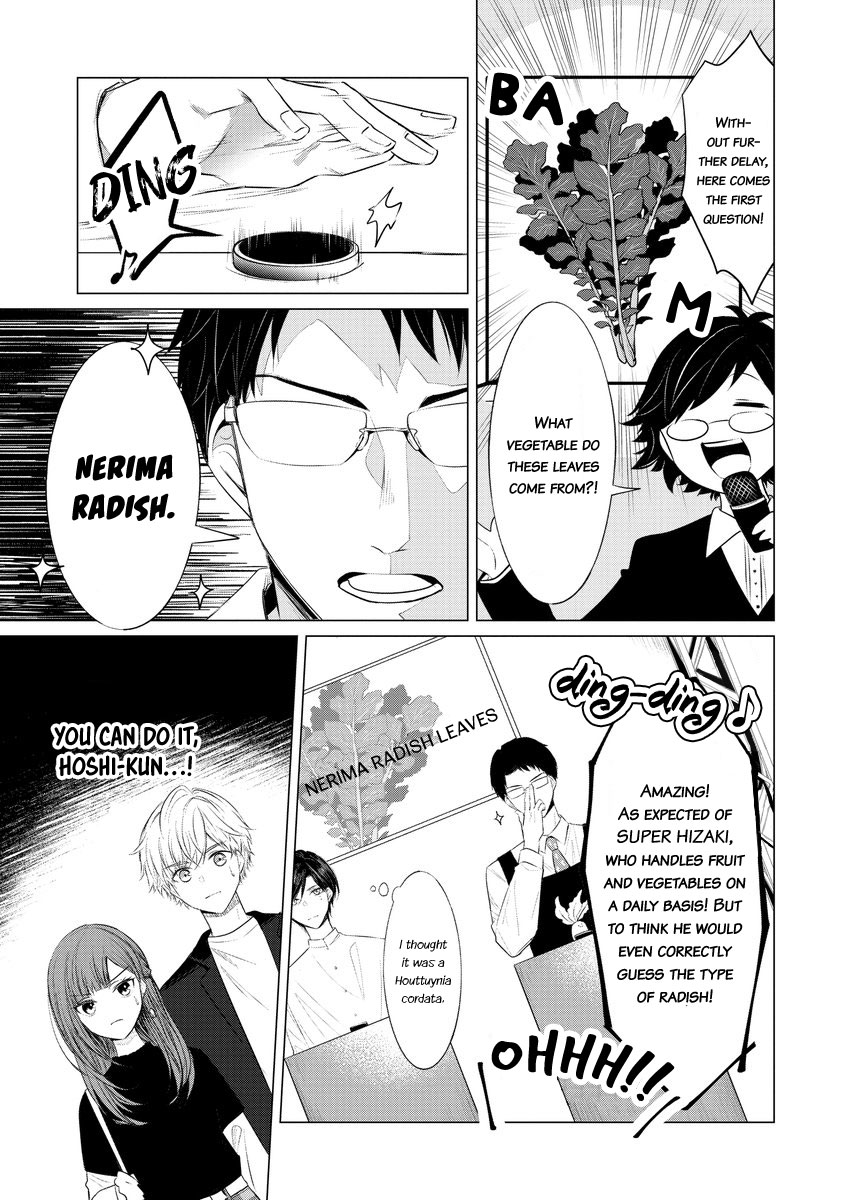 WITH-
OUT FUR-
THER DELAY,
HERE COMES
THE FIRST
QUESTION!
BA
M
WHAT
VEGETABLE DO
THESE LEAVES
COME FROM?!
DING
NERIMA
RADISH.
ding-ding
AMAZING!
AS EXPECTED OF
SUPER HIZAKI,
WHO HANDLES FRUIT
AND VEGETABLES ON
A DAILY BASIS! BUT
TO THINK HE WOULD
EVEN CORRECTLY
GUESS THE TYPE
OF RADISH!
NERIMA RADISH LEAVES
I thought
it was a
Houttuynia
cordata.
OHHH!!
YOU CAN DO IT,
HOSHI-KUN...!